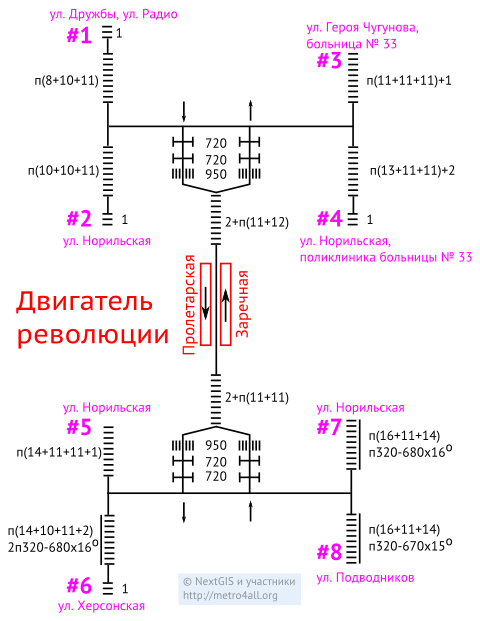 ул. Дружбы, ул. Радио
#1
1
п(8+10+11)
ул. Героя Чугунова,
больница № 33
#3
п(11+11+11)+1
720
720
950
п(10+10+11)
#2
1
ул. Норильская
п(13+11+11)+2
#4
1
ул. Норильская,
поликлиника больницы № 33
2+п(11+12)
Двигатель
революции
Пролетарская
Заречная
2+п(11+11)
ул. Норильская
#5
п(14+11+11+1)
950
720
720
ул. Норильская
#7
п(16+11+14)
п320-680x16°
п(14+10+11+2)
2п320-680x16°
#6
1
ул. Херсонская
п(16+11+14)
п320-670x15°
#8
ул. Подводников
© NextGIS и участники
http://metro4all.org